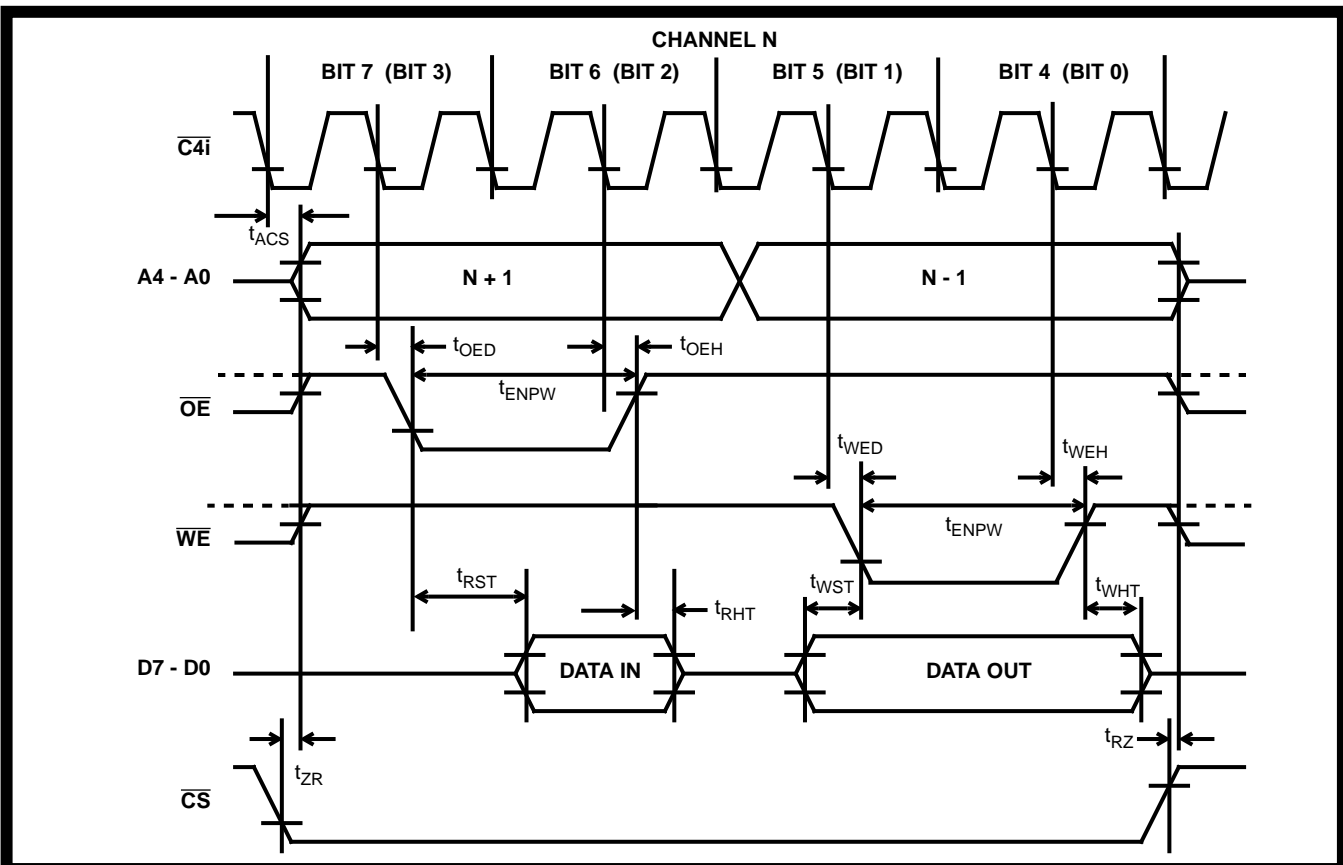 CHANNEL N
BIT 7 (BIT 3) BIT 6 (BIT 2) BIT 5 (BIT 1) BIT 4 (BIT 0)
C4i
tACS
A4 - A0 N + 1 N - 1
tOED tOEH
OE tENPW
tWED tWEH
WE tENPW
tRST tRHT tWST tWHT
D7 - D0 DATA IN DATA OUT
tZR tRZ
CS